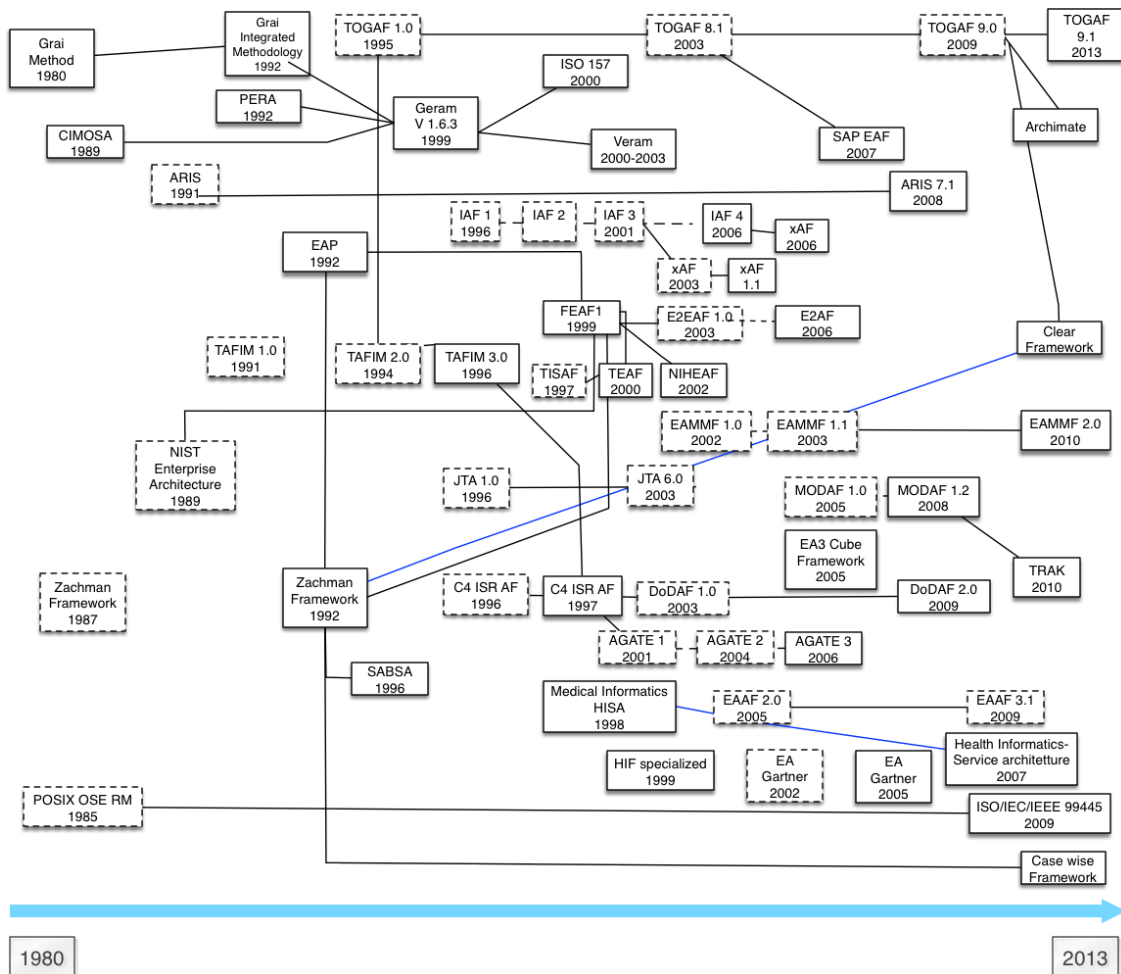 Grai
Method
1980
Grai
Integrated
Methodology
1992
TOGAF 1.0
1995
TOGAF 8.1
2003
TOGAF 9.0
2009
TOGAF
9.1
2013
ISO 157
2000
PERA
1992
Geram
V 1.6.3
1999
CIMOSA
1989
Veram
2000-2003
SAP EAF
2007
Archimate
ARIS
1991
ARIS 7.1
2008
IAF 1
1996
IAF 2
IAF 3
2001
IAF 4
2006
xAF
2006
EAP
1992
xAF
2003
xAF
1.1
FEAF1
1999
E2EAF 1.0
2003
E2AF
2006
Clear
Framework
TAFIM 1.0
1991
TAFIM 2.0
1994
TAFIM 3.0
1996
TISAF
1997
TEAF
2000
NIHEAF
2002
EAMMF 1.0
2002
EAMMF 1.1
2003
EAMMF 2.0
2010
NIST
Enterprise
Architecture
1989
JTA 1.0
1996
JTA 6.0
2003
MODAF 1.0
2005
MODAF 1.2
2008
EA3 Cube
Framework
2005
TRAK
2010
Zachman
Framework
1987
Zachman
Framework
1992
C4 ISR AF
1996
C4 ISR AF
1997
DoDAF 1.0
2003
DoDAF 2.0
2009
AGATE 1
2001
AGATE 2
2004
AGATE 3
2006
SABSA
1996
Medical Informatics
HISA
1998
EAAF 2.0
2005
EAAF 3.1
2009
HIF specialized
1999
EA
Gartner
2002
EA
Gartner
2005
Health Informatics-
Service architetture
2007
POSIX OSE RM
1985
ISO/IEC/IEEE 99445
2009
Case wise
Framework
1980
2013